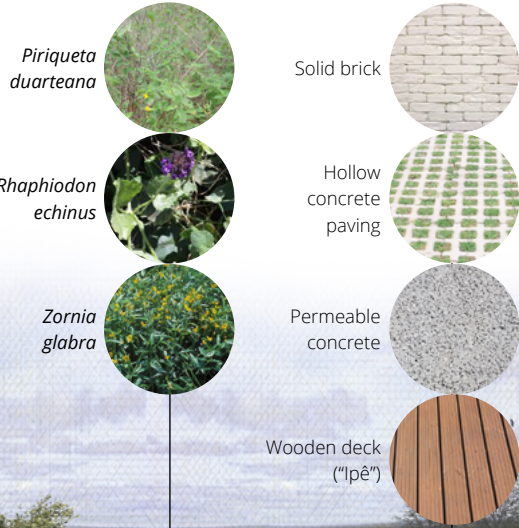 Piriqueta
duarteana
Rhaphiodon
echinus
Zornia
glabra
Solid brick
Hollow
concrete
paving
Permeable
concrete
Wooden deck
(“Ipê”)